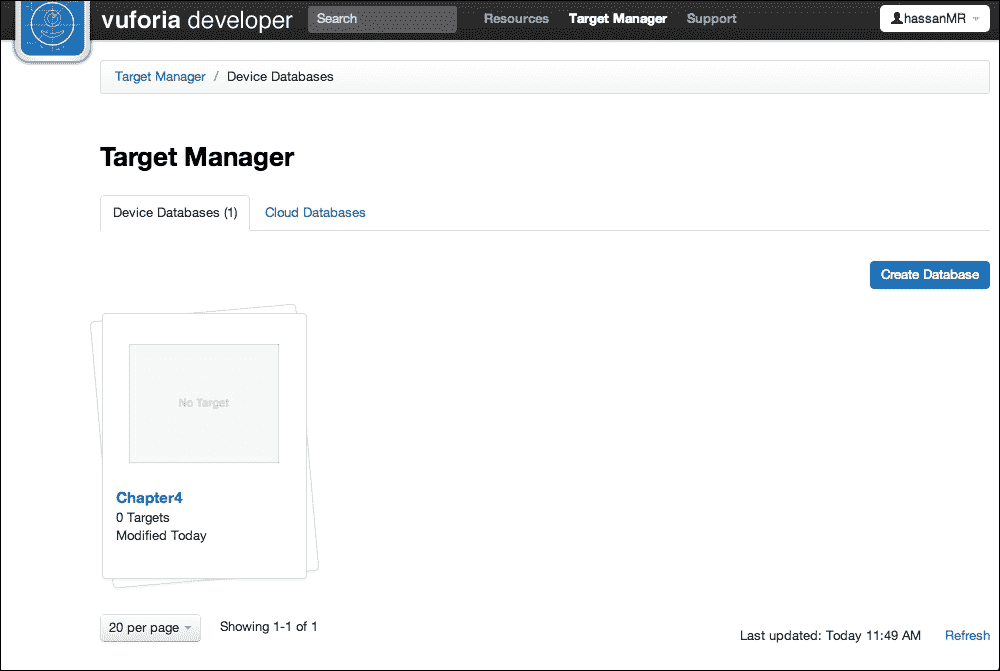 vuforia developer Search Resources Target Manager Support hassanMR
Target Manager / Device Databases
Target Manager
Device Databases (1) Cloud Databases
Create Database
No Target
Chapter4
0 Targets
Modified Today
20 per page Showing 1-1 of 1
Last updated: Today 11:49 AM Refresh